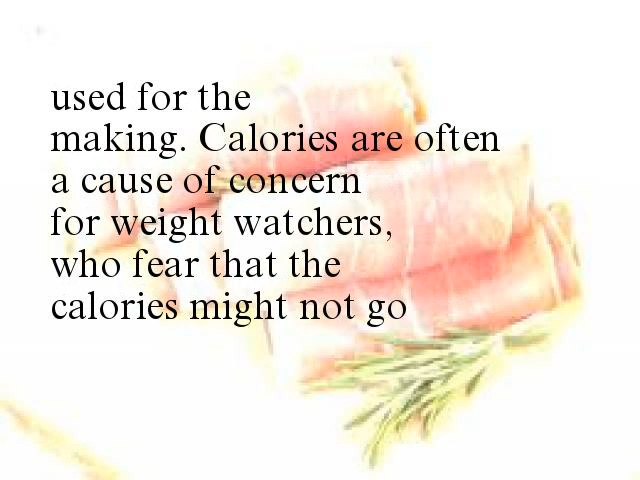 used for the
making. Calories are often
a cause of concern
for weight watchers,
who fear that the
calories might not go